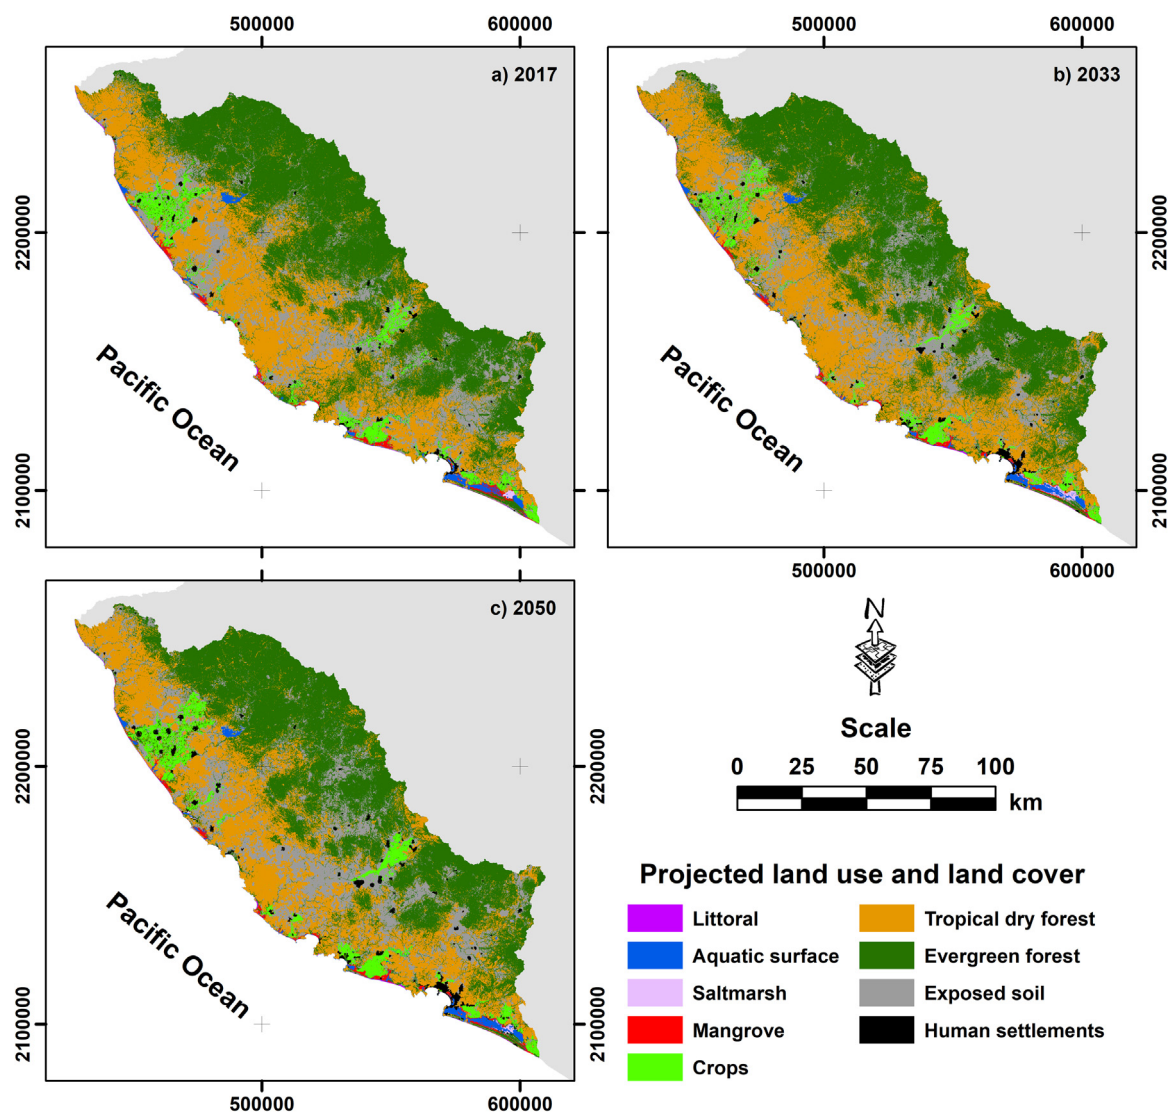 500000 600000 500000 600000
a) 2017
b) 2033
2200000
2200000
Pacific Ocean
Pacific Ocean
2100000
2100000
500000 600000
c) 2050
N
Scale
0 25 50 75 100
km
2200000
2200000
Pacific Ocean
2100000
2100000
500000 600000
Projected land use and land cover
Littoral
Aquatic surface
Saltmarsh
Mangrove
Crops
Tropical dry forest
Evergreen forest
Exposed soil
Human settlements